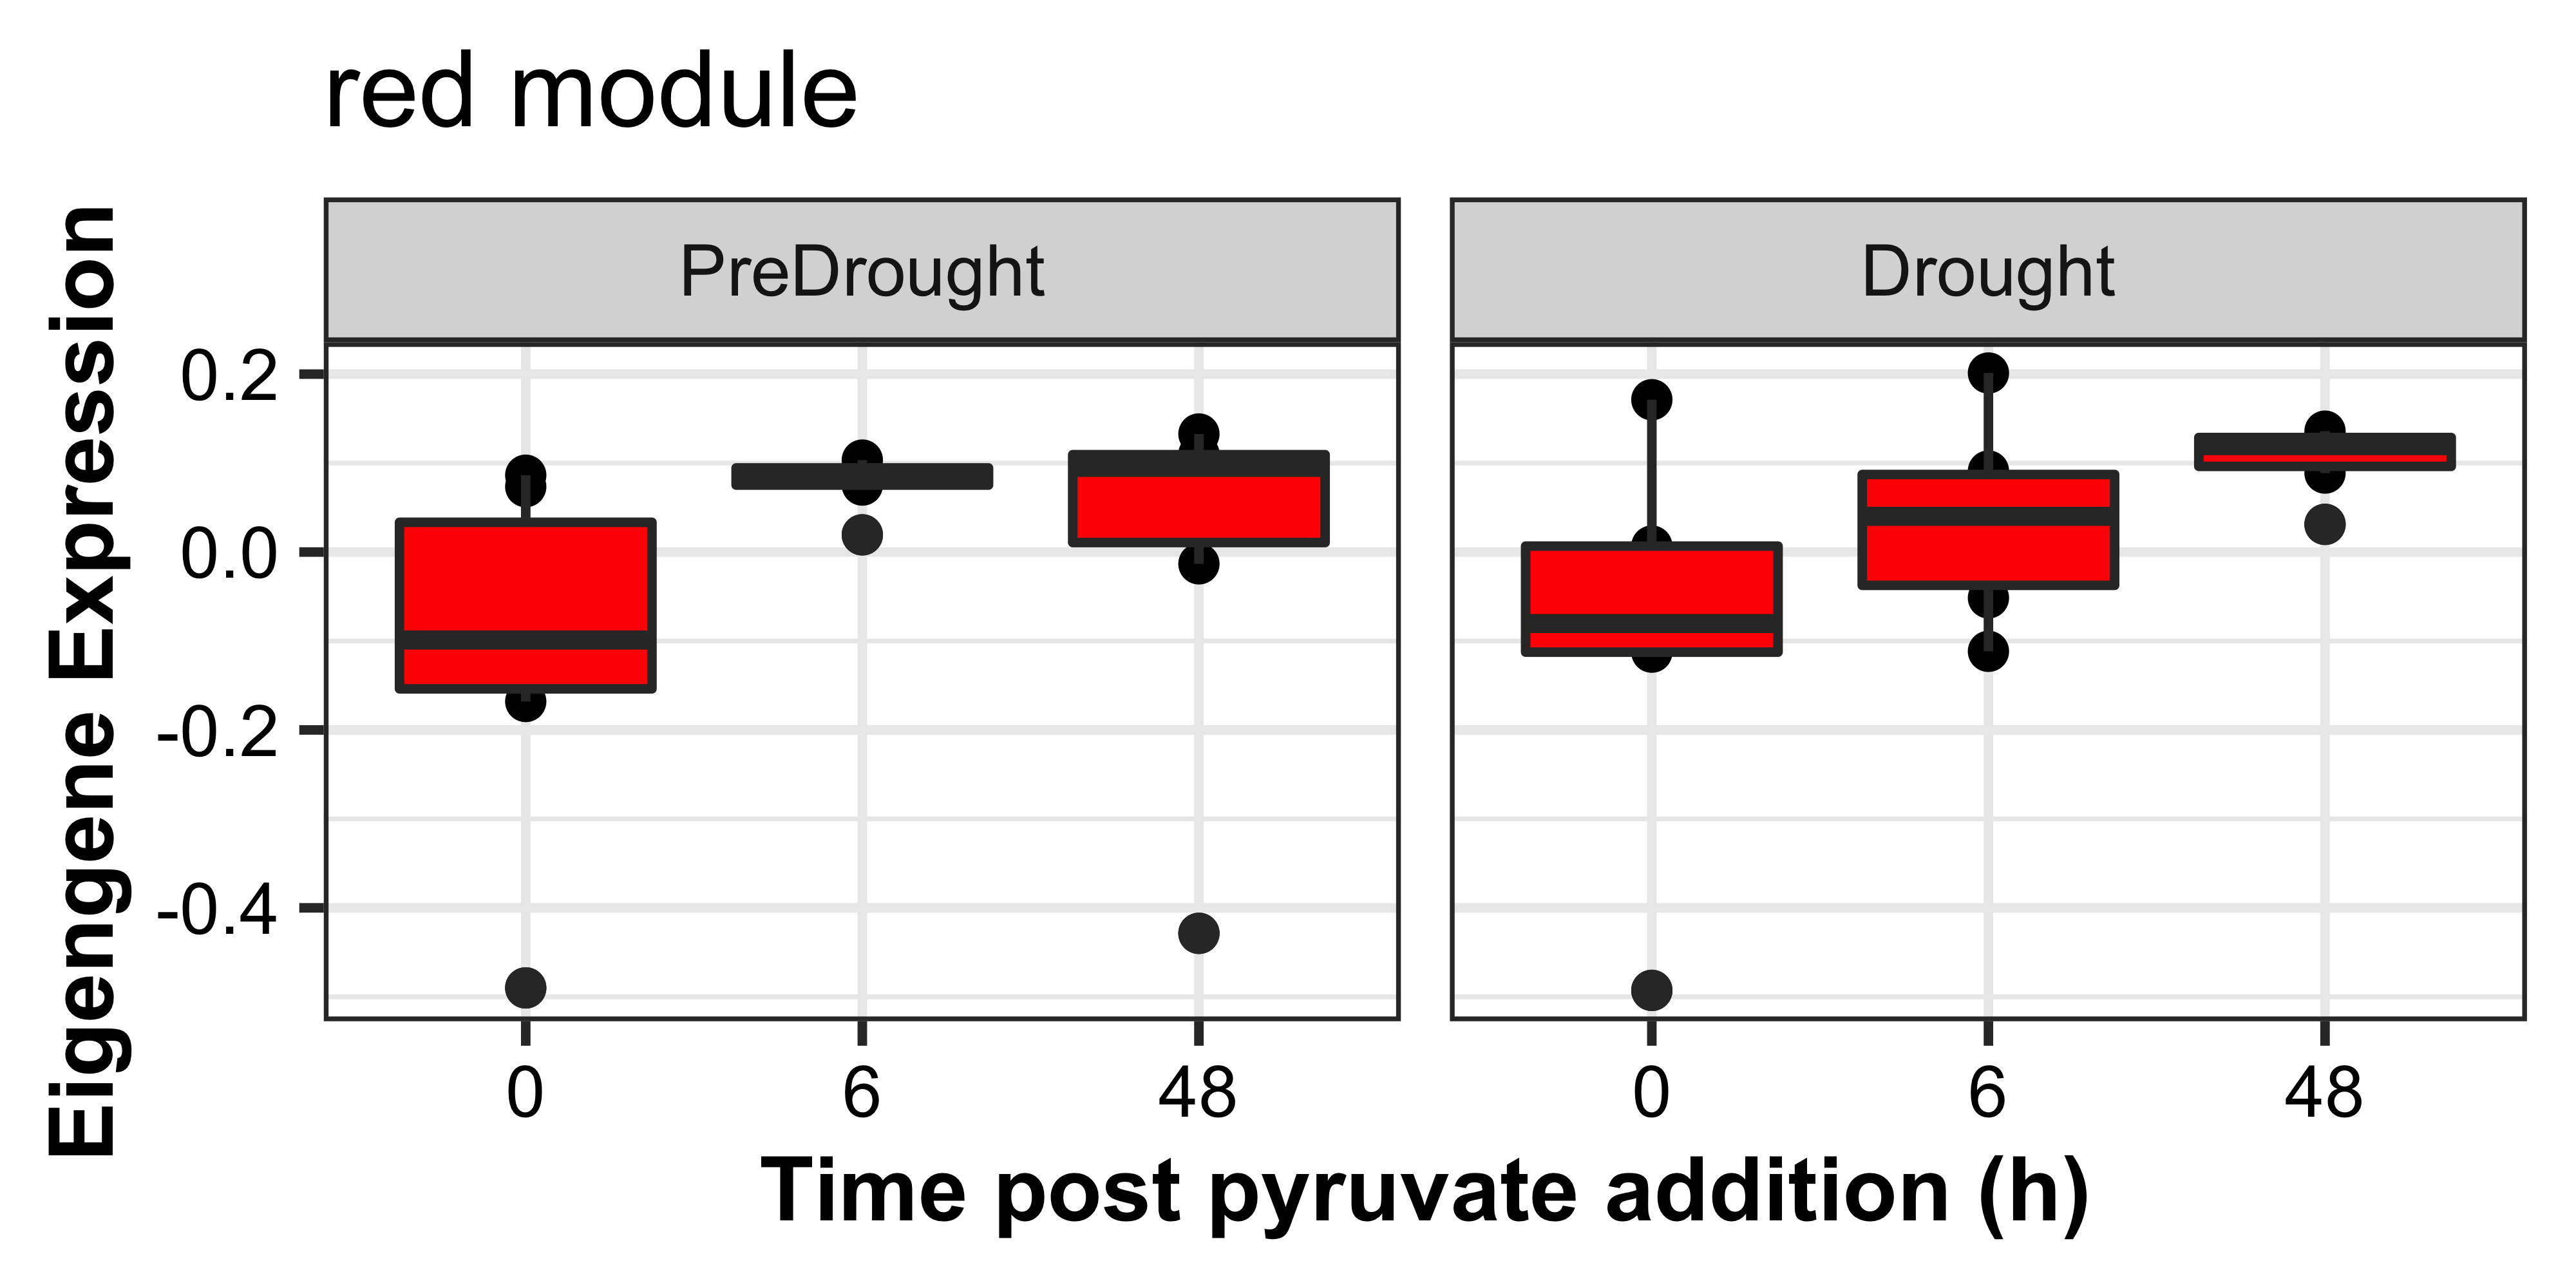 red module
PreDrought
Drought
Eigengene Expression
0.2
0.0
-0.2
-0.4
0 6 48
0 6 48
Time post pyruvate addition (h)